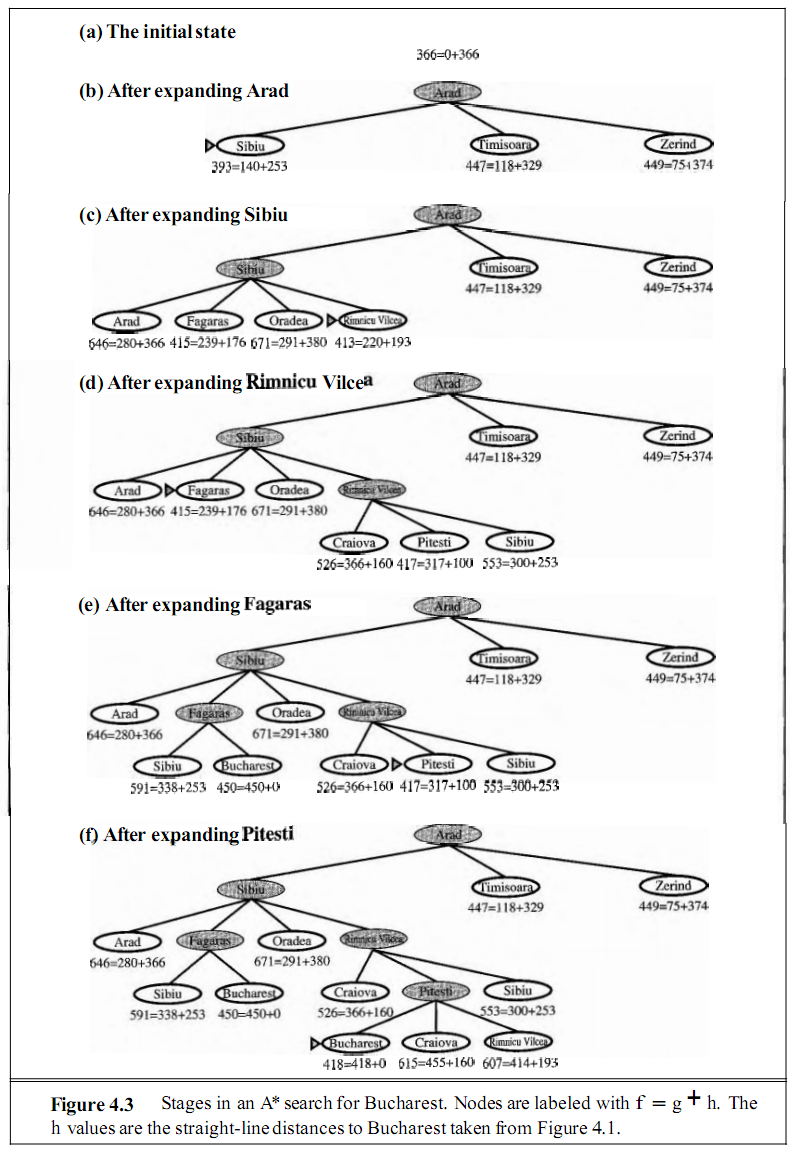 (a) The initial state
366=0+366
(b) After expanding Arad
Arad
Sibiu Timisoara Zerind
393=140+253 447=118+329 449=75+374
(c) After expanding Sibiu
Arad
Sibiu Timisoara Zerind
447=118+329 449=75+374
Arad Fagaras Oradea Rimnicu Vilcea
646=280+366 415=239+176 671=291+380 413=220+193
(d) After expanding Rimnicu Vilcea
Arad
Sibiu Timisoara Zerind
447=118+329 449=75+374
Arad Fagaras Oradea Rimnicu Vilcea
646=280+366 415=239+176 671=291+380
Craiova Pitesti Sibiu
526=366+160 417=317+100 553=300+253
(e) After expanding Fagaras
Arad
Sibiu Timisoara Zerind
447=118+329 449=75+374
Arad Fagaras Oradea Rimnicu Vilcea
646=280+366 671=291+380
Sibiu Bucharest Craiova Pitesti Sibiu
591=338+253 450=450+0 526=366+160 417=317+100 553=300+253
(f) After expanding Pitesti
Arad
Sibiu Timisoara Zerind
447=118+329 449=75+374
Arad Fagaras Oradea Rimnicu Vilcea
646=280+366 671=291+380
Sibiu Bucharest Craiova Pitesti Sibiu
591=338+253 450=450+0 526=366+160 553=300+253
Bucharest Craiova Rimnicu Vilcea
418=418+0 615=455+160 607=414+193
Figure 4.3 Stages in an A* search for Bucharest. Nodes are labeled with f = g + h. The
h values are the straight-line distances to Bucharest taken from Figure 4.1.